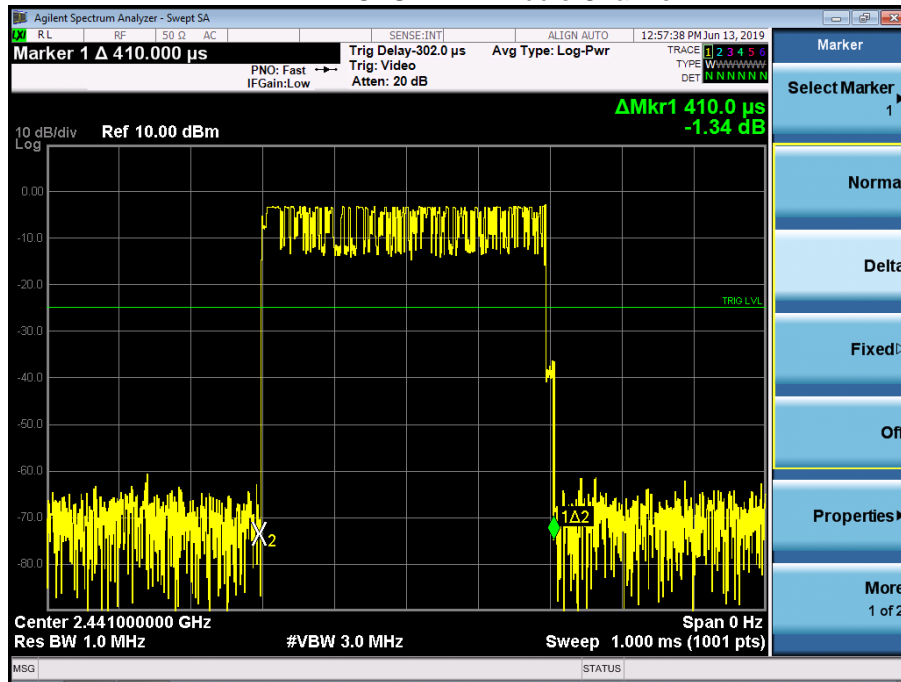 Agilent Spectrum Analyzer - Swept SA
LXI RL RF 50 Ω AC SENSE:INT ALIGN AUTO 12:57:38 PM Jun 13, 2019
Marker 1 Δ 410.000 µs
PNO: Fast
IFGain:Low
Trig Delay-302.0 µs
Trig: Video
Atten: 20 dB
Avg Type: Log-Pwr
TRACE 1 2 3 4 5 6
TYPE WWWWWW
DET N N N N N N
ΔMkr1 410.0 µs
-1.34 dB
10 dB/div Ref 10.00 dBm
Log
0.00
-10.0
-20.0
TRIG LVL
-30.0
-40.0
-50.0
-60.0
-70.0
-80.0
X2
1Δ2
Center 2.441000000 GHz Span 0 Hz
Res BW 1.0 MHz #VBW 3.0 MHz Sweep 1.000 ms (1001 pts)
MSG STATUS
Marker
Select Marker
1
Norma
Delta
Fixed
Off
Properties
More
1 of 2